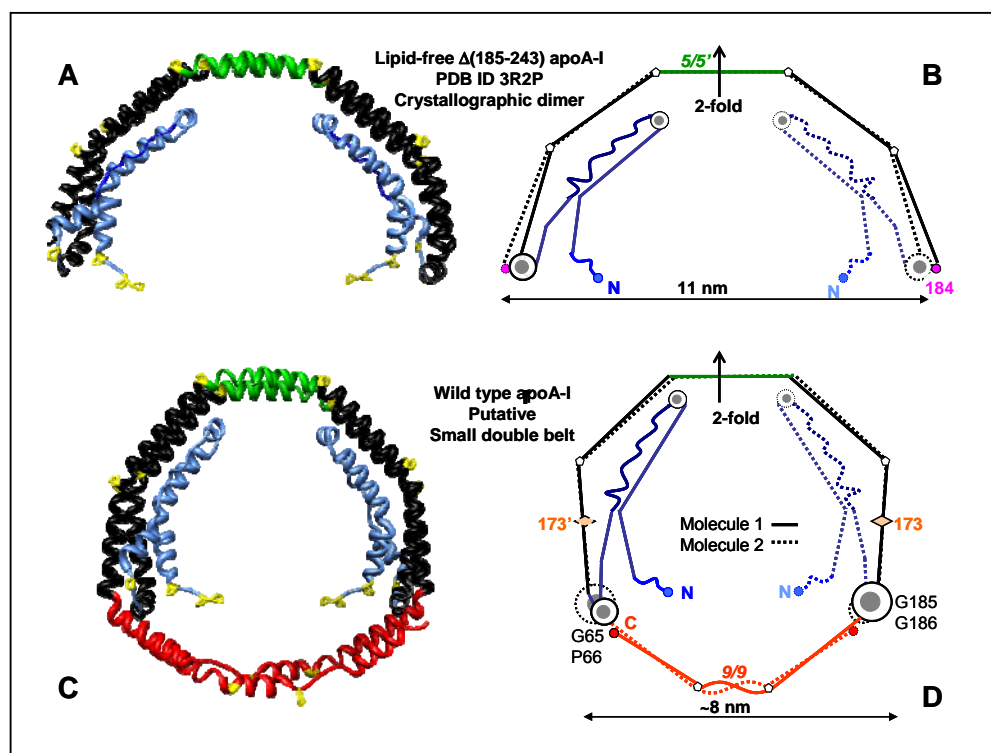 A
Lipid-free Δ(185-243) apoA-I
PDB ID 3R2P
Crystallographic dimer
B
5/5'
2-fold
N
N
184
11 nm
Wild type apoA-I
Putative
Small double belt
2-fold
173'
173
Molecule 1
Molecule 2
N
N
G185
G186
G65
P66
C
9/9
~8 nm
C
D